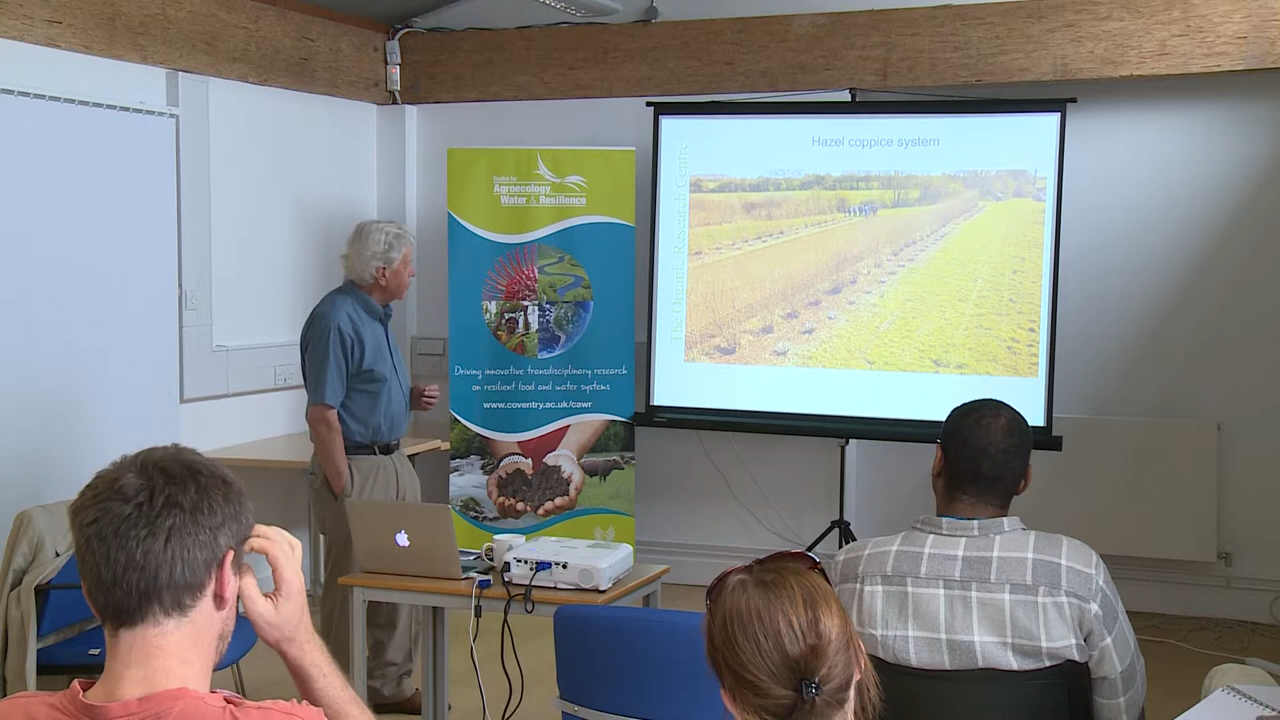 Centre for
Agroecology,
Water & Resilience
Driving innovative transdisciplinary research
on resilient food and water systems
www.coventry.ac.uk/cawr
Hazel coppice system
The Organic Research Centre